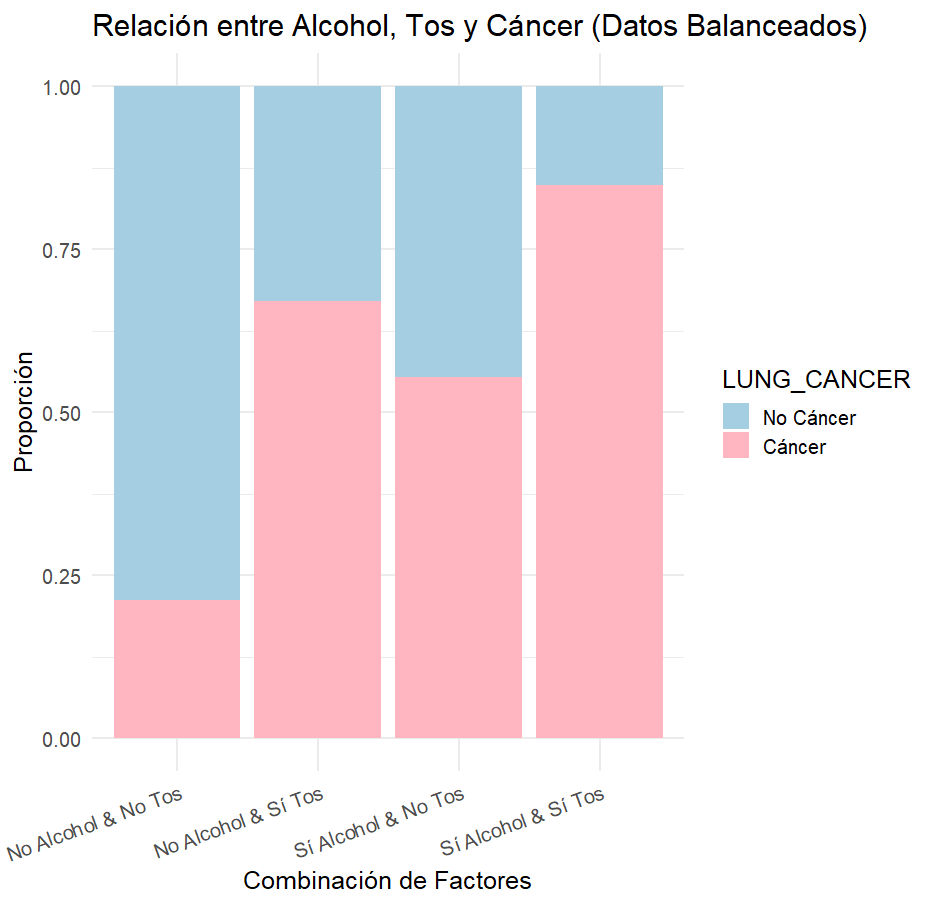 Relación entre Alcohol, Tos y Cáncer (Datos Balanceados)
1.00
0.75
0.50
0.25
0.00
Proporción
No Alcohol & No Tos
No Alcohol & Sí Tos
Sí Alcohol & No Tos
Sí Alcohol & Sí Tos
Combinación de Factores
LUNG_CANCER
No Cáncer
Cáncer